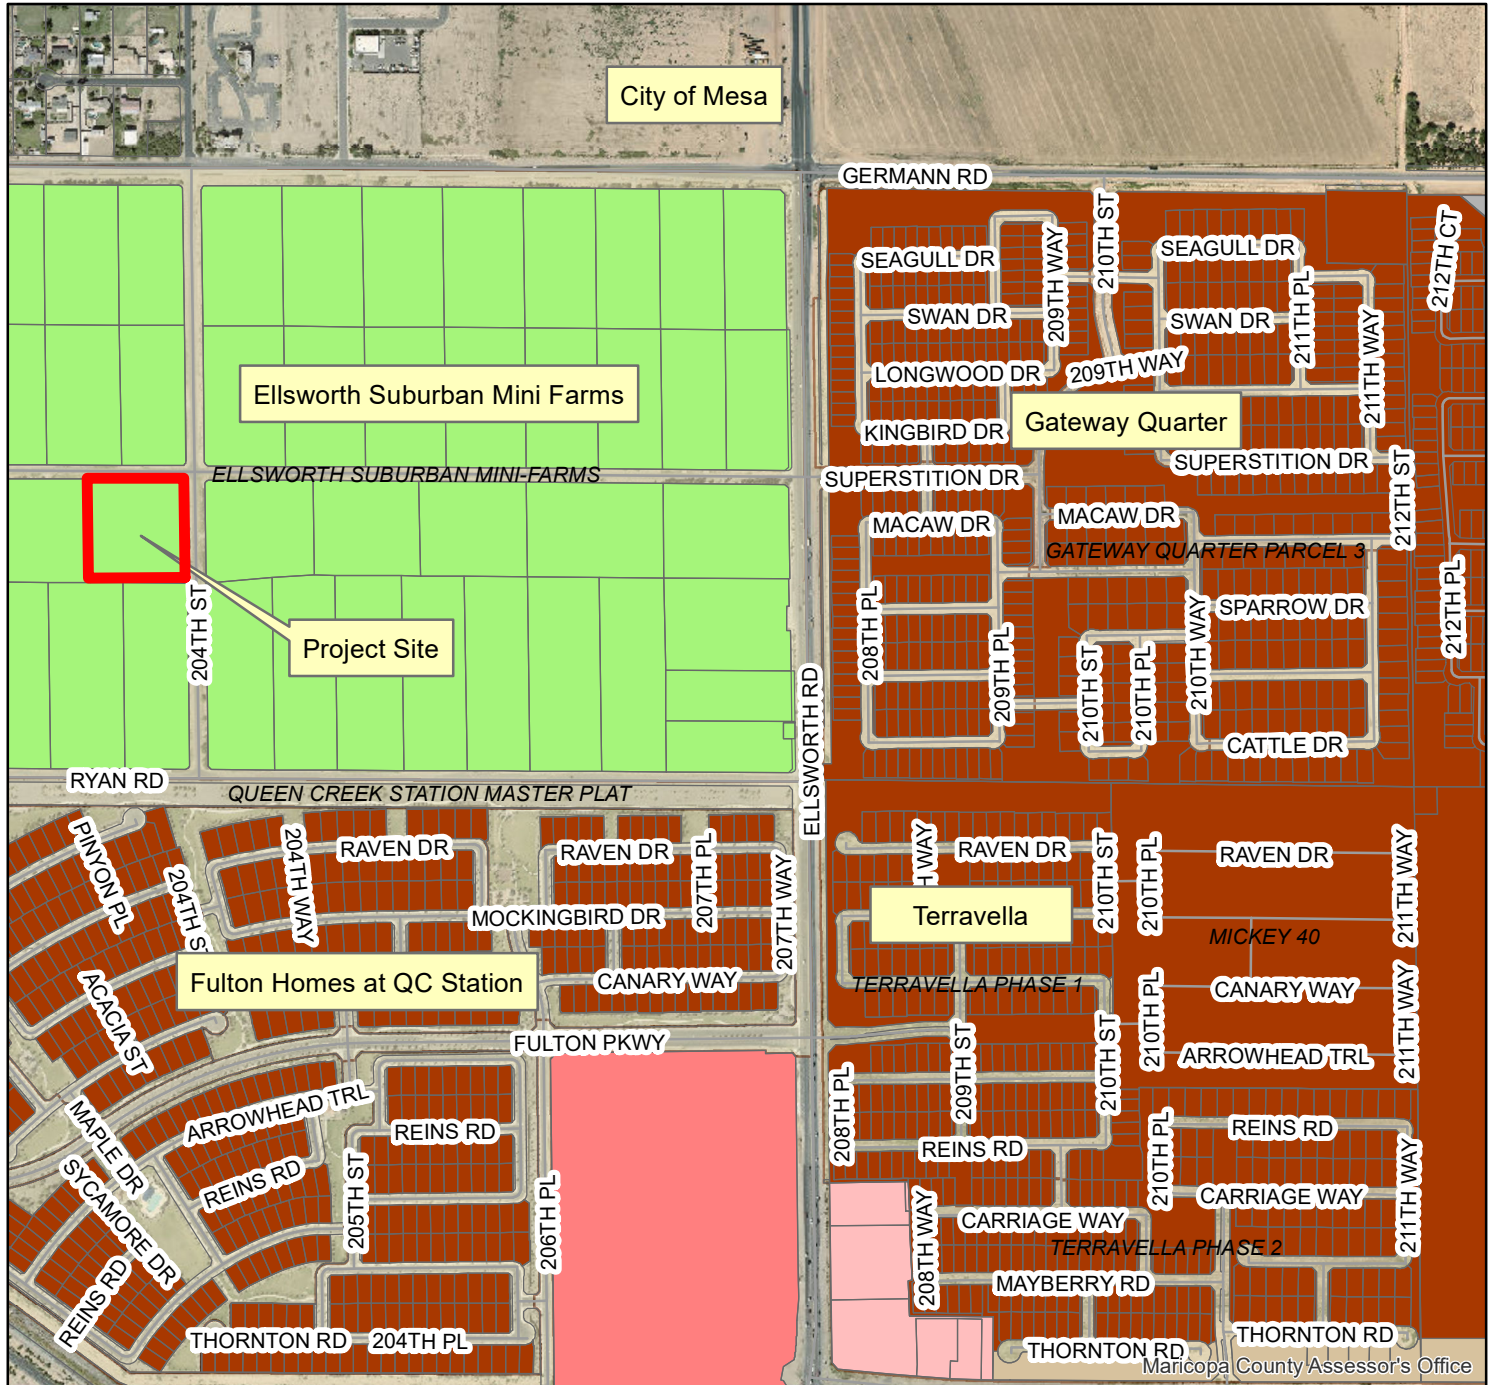 City of Mesa
GERMANN RD
SEAGULL DR
209TH WAY
210TH ST
SEAGULL DR
211TH PL
212TH CT
SWAN DR
SWAN DR
211TH WAY
LONGWOOD DR
209TH WAY
Ellsworth Suburban Mini Farms
Gateway Quarter
KINGBIRD DR
ELLSWORTH SUBURBAN MINI-FARMS
SUPERSTITION DR
SUPERSTITION DR
212TH ST
MACAW DR
MACAW DR
GATEWAY QUARTER PARCEL 3
204TH ST
Project Site
208TH PL
209TH PL
SPARROW DR
210TH WAY
212TH PL
210TH ST
210TH PL
ELLSWORTH RD
CATTLE DR
RYAN RD
QUEEN CREEK STATION MASTER PLAT
PINYON PL
204TH WAY
RAVEN DR
RAVEN DR
207TH PL
207TH WAY
H WAY
RAVEN DR
210TH ST
210TH PL
RAVEN DR
211TH WAY
204TH S
MOCKINGBIRD DR
Terravella
MICKEY 40
Fulton Homes at QC Station
CANARY WAY
TERRAVELLA PHASE 1
CANARY WAY
ACACIA ST
210TH PL
211TH WAY
FULTON PKWY
209TH ST
210TH ST
ARROWHEAD TRL
208TH PL
ARROWHEAD TRL
MAPLE DR
REINS RD
REINS RD
REINS RD
210TH PL
SYCAMORE DR
REINS RD
205TH ST
206TH PL
208TH WAY
CARRIAGE WAY
CARRIAGE WAY
211TH WAY
TERRAVELLA PHASE 2
REINS RD
MAYBERRY RD
THORNTON RD
204TH PL
THORNTON RD
THORNTON RD
Maricopa County Assessor's Office